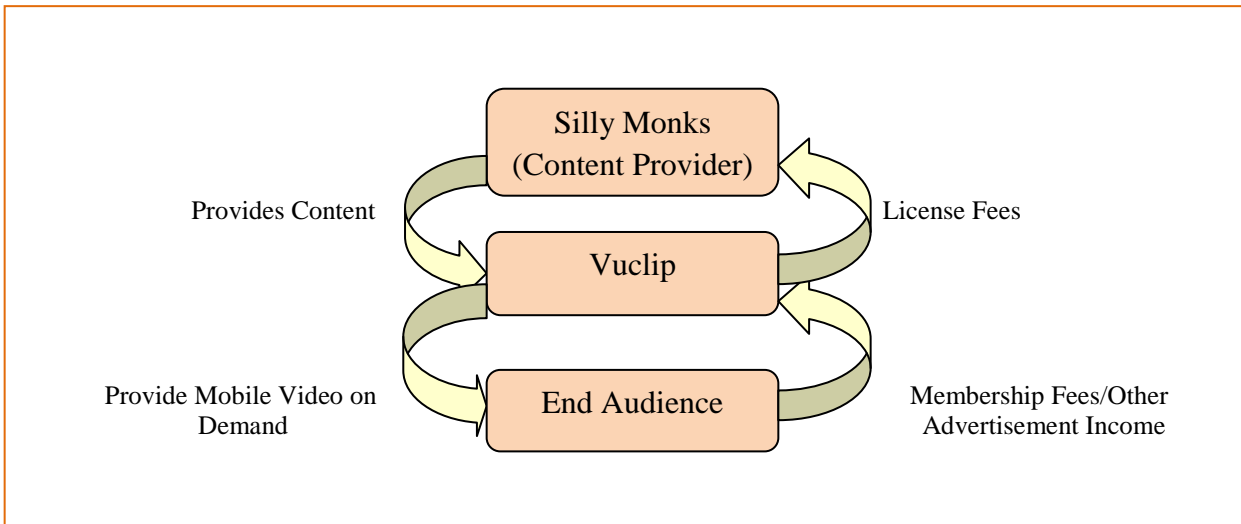 Silly Monks
(Content Provider)
Provides Content
License Fees
Vuclip
Provide Mobile Video on
Demand
End Audience
Membership Fees/Other
Advertisement Income